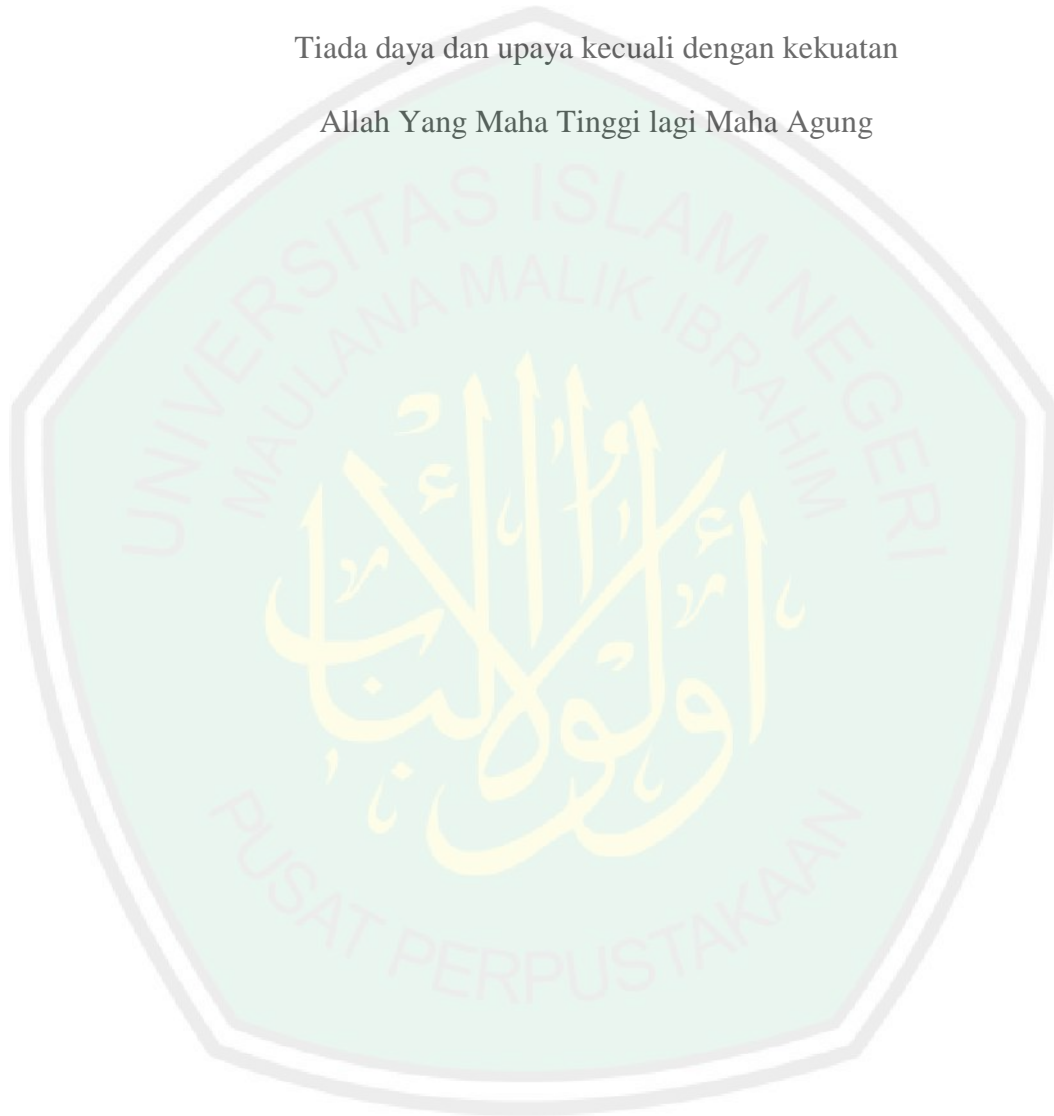 Tiada daya dan upaya kecuali dengan kekuatan
Allah Yang Maha Tinggi lagi Maha Agung
UNIVERSITAS ISLAM NEGERI
MAULANA MALIK IBRAHIM
أولوا الألباب
PUSAT PERPUSTAKAAN